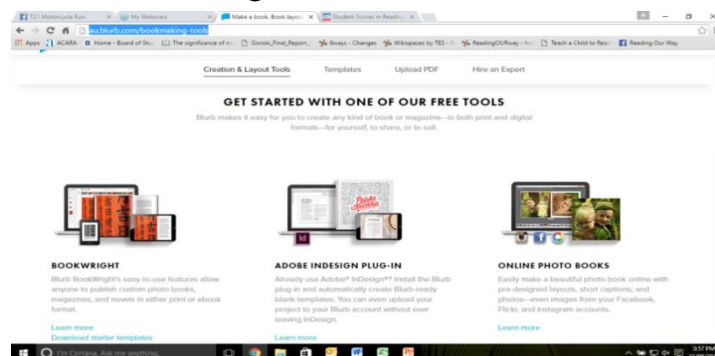 T21 Motorcycle Run
My Webinars
Make a book, Book layou
Student Scores in Readin
au.blurb.com/bookmaking-tools
Apps
ACARA
Home - Board of Stu
The significance of
Gonski_Final_Report_
6ways - Changes
Wikispaces by TES -
Teach a Child to Rea
Reading Our Way
Creation & Layout Tools
Templates
Upload PDF
Hire an Expert
GET STARTED WITH ONE OF OUR FREE TOOLS
Blurb makes it easy for you to create any kind of book or magazine—in both print and digital
formats—for yourself, to share, or to sell.
Id
BOOKWRIGHT
Blurb BookWright's easy-to-use features allow
anyone to publish custom photo books,
magazines, and novels in either print or ebook
format.
Learn more
Download starter templates
ADOBE INDESIGN PLUG-IN
Already use Adobe® InDesign®? Install the Blurb
plug-in and automatically create Blurb-ready
blank templates. You can even upload your
project to your Blurb account without ever
leaving InDesign.
Learn more
ONLINE PHOTO BOOKS
Easily make a beautiful photo book online with
pre-designed layouts, short captions, and
photos—even images from your Facebook,
Flickr, and Instagram accounts.
Learn more
I'm Cortana. Ask me anything.
3:57 PM